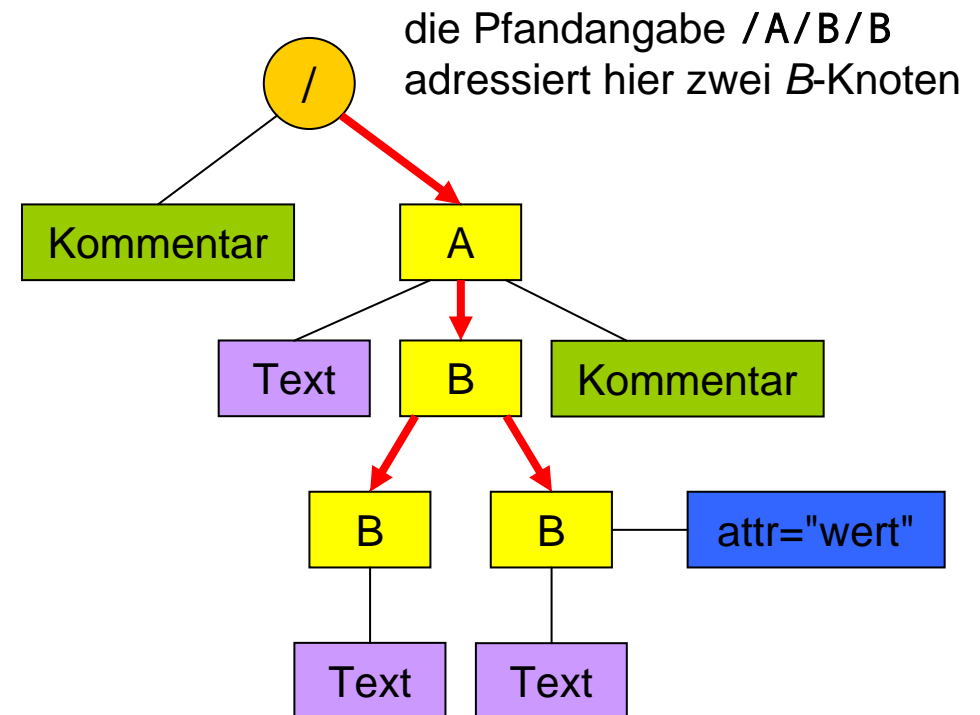 die Pfandangabe /A/B/B
adressiert hier zwei B-Knoten
/
Kommentar
A
Text
B
Kommentar
B
B
attr="wert"
Text
Text